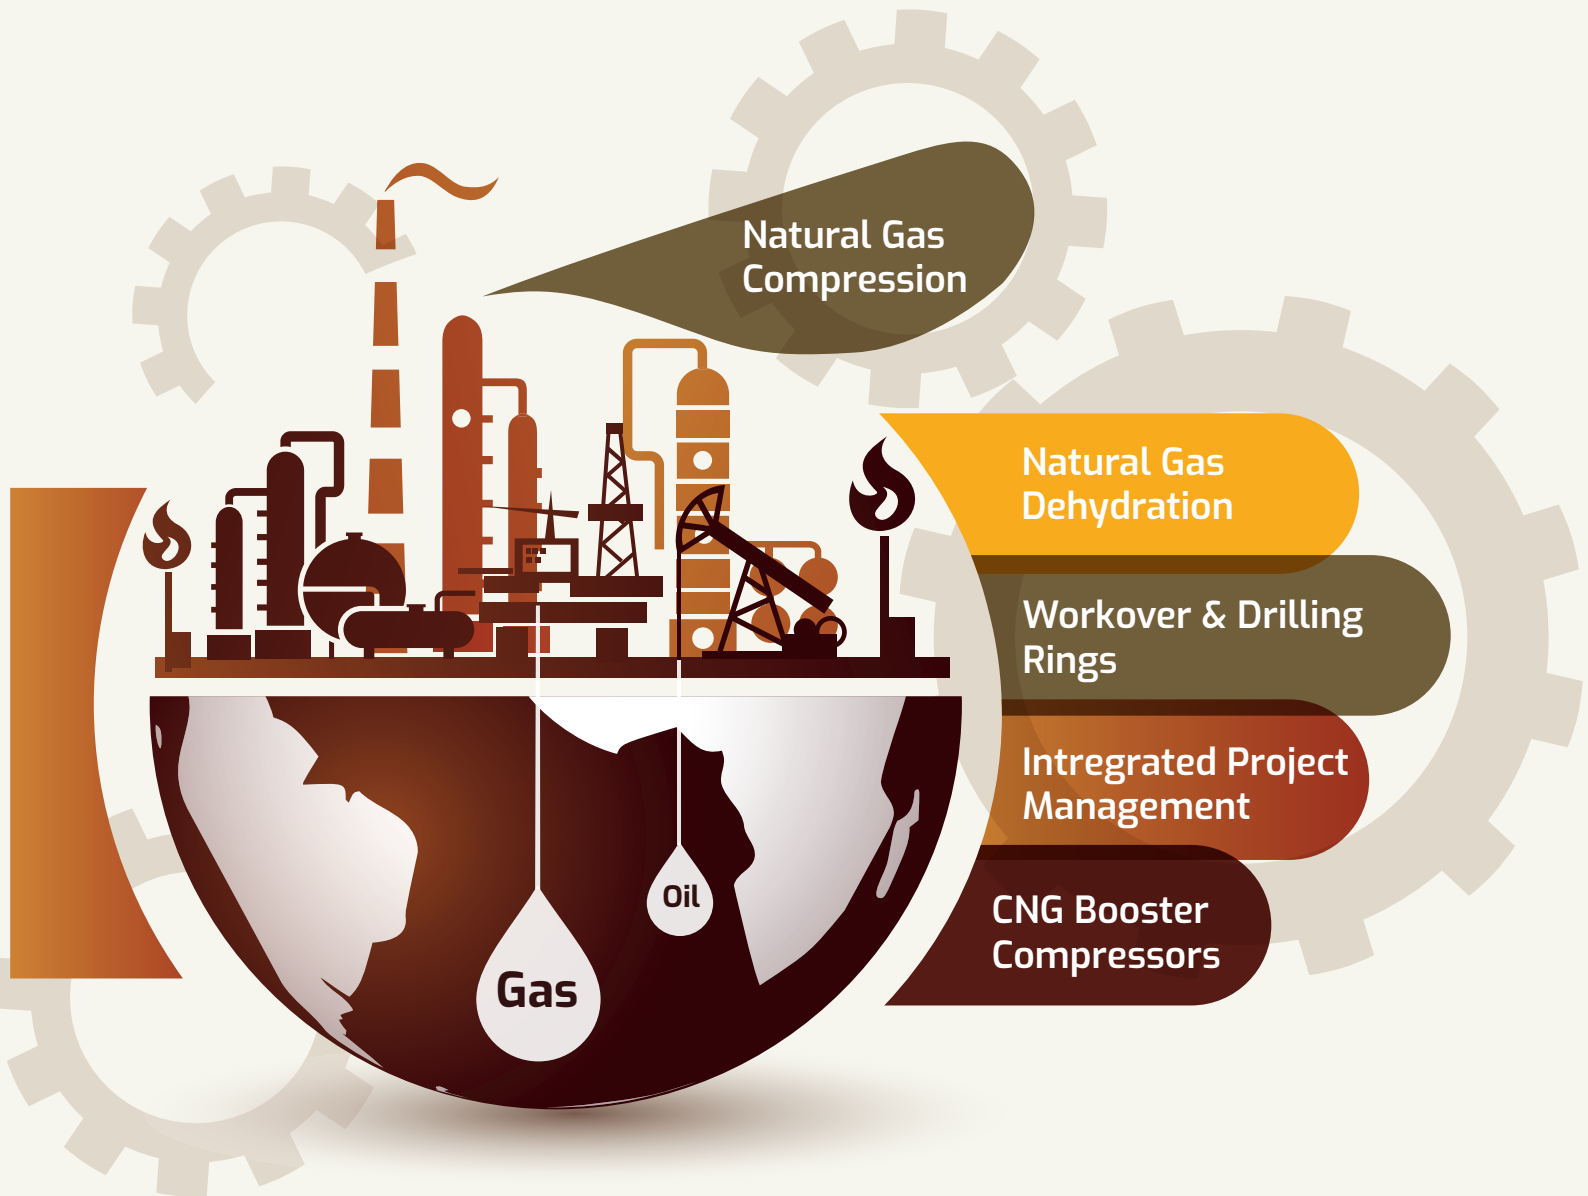 Natural Gas
Compression
Natural Gas
Dehydration
Workover & Drilling
Rings
Intregrated Project
Management
CNG Booster
Compressors
Oil
Gas